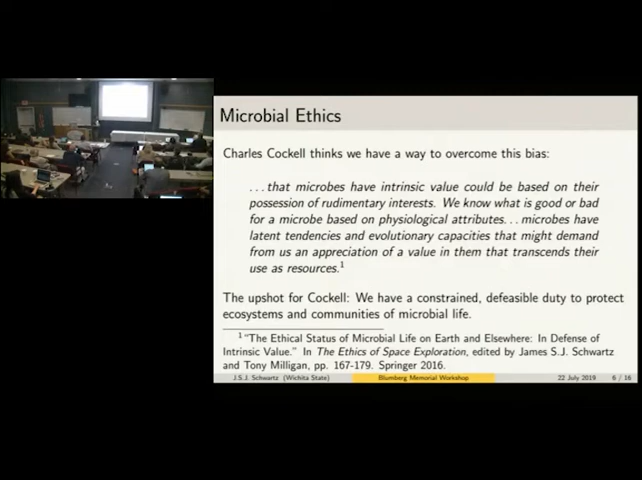 Microbial Ethics
Charles Cockell thinks we have a way to overcome this bias:
. . . that microbes have intrinsic value could be based on their
possession of rudimentary interests. We know what is good or bad
for a microbe based on physiological attributes. . . microbes have
latent tendencies and evolutionary capacities that might demand
from us an appreciation of a value in them that transcends their
use as resources.1
The upshot for Cockell: We have a constrained, defeasible duty to protect
ecosystems and communities of microbial life.
1 "The Ethical Status of Microbial Life on Earth and Elsewhere: In Defense of
Intrinsic Value." In The Ethics of Space Exploration, edited by James S.J. Schwartz
and Tony Milligan, pp. 167-179. Springer 2016.
J.S.J. Schwartz (Wichita State) Blumberg Memorial Workshop 22 July 2019 6 / 16